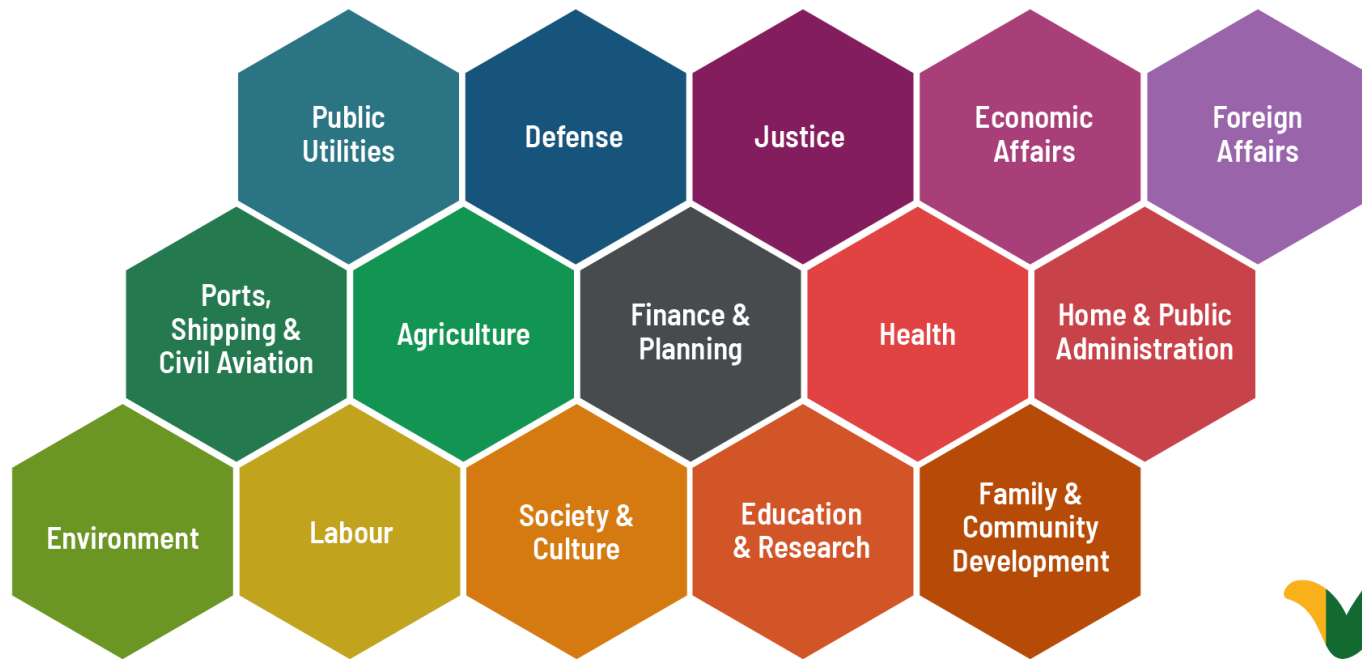 Public
Utilities
Defense
Justice
Economic
Affairs
Foreign
Affairs
Ports,
Shipping &
Civil Aviation
Agriculture
Finance &
Planning
Health
Home & Public
Administration
Environment
Labour
Society &
Culture
Education
& Research
Family &
Community
Development